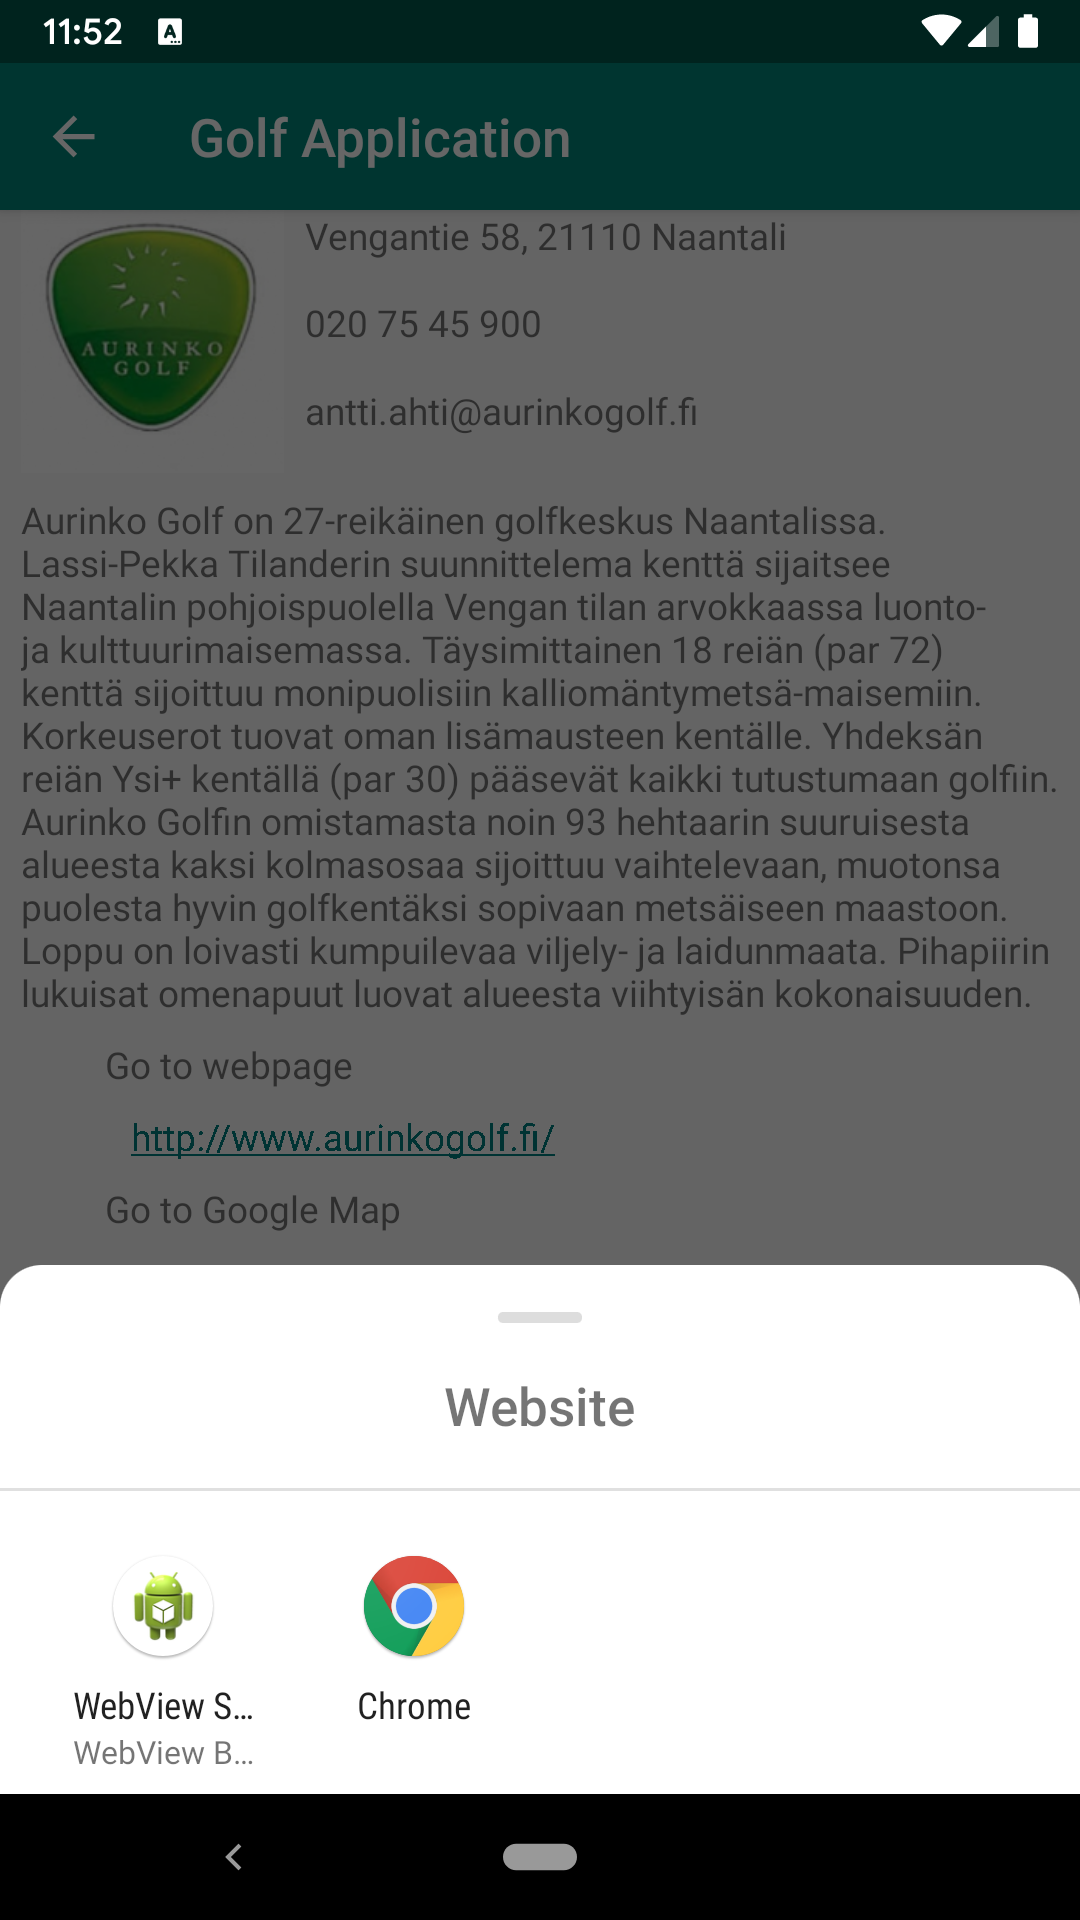 11:52
Golf Application
AURINKO
GOLF
Vengantie 58, 21110 Naantali
020 75 45 900
antti.ahti@aurinkogolf.fi
Aurinko Golf on 27-reikäinen golfkeskus Naantalissa.
Lassi-Pekka Tilanderin suunnittelema kenttä sijaitsee
Naantalin pohjoispuolella Vengan tilan arvokkaassa luonto-
ja kulttuurimaisemassa. Täysimittainen 18 reiän (par 72)
kenttä sijoittuu monipuolisiin kalliomäntymetsä-maisemiin.
Korkeuserot tuovat oman lisämausteen kentälle. Yhdeksän
reiän Ysi+ kentällä (par 30) pääsevät kaikki tutustumaan golfiin.
Aurinko Golfin omistamasta noin 93 hehtaarin suuruisesta
alueesta kaksi kolmasosaa sijoittuu vaihtelevaan, muotonsa
puolesta hyvin golfkentäksi sopivaan metsäiseen maastoon.
Loppu on loivasti kumpuilevaa viljely- ja laidunmaata. Pihapiirin
lukuisat omenapuut luovat alueesta viihtyisän kokonaisuuden.
Go to webpage
http://www.aurinkogolf.fi/
Go to Google Map
Website
WebView S...
WebView B...
Chrome